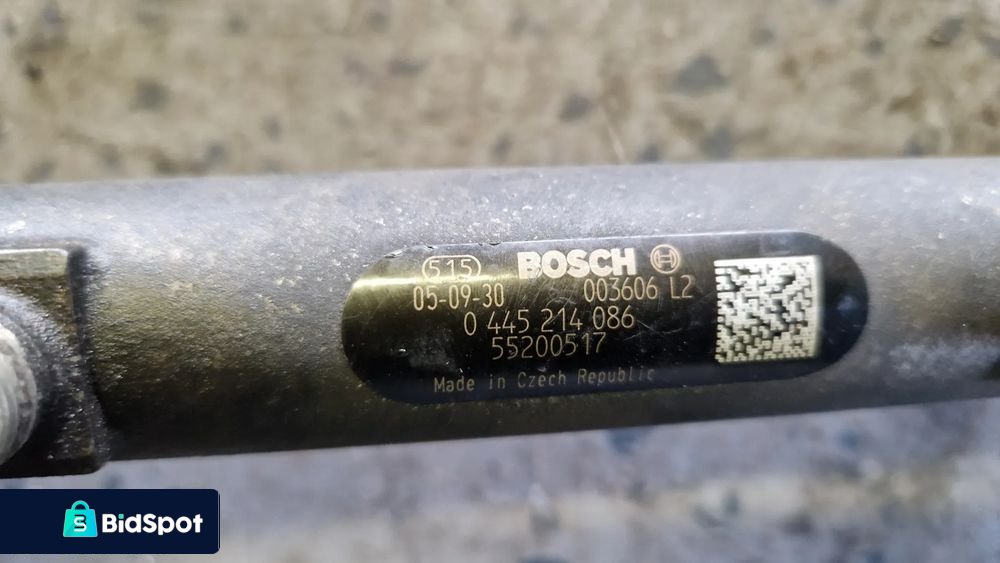 515 BOSCH
05-09-30 003606 L2
0 445 214 086
55200517
Made in Czech Republic
BidSpot